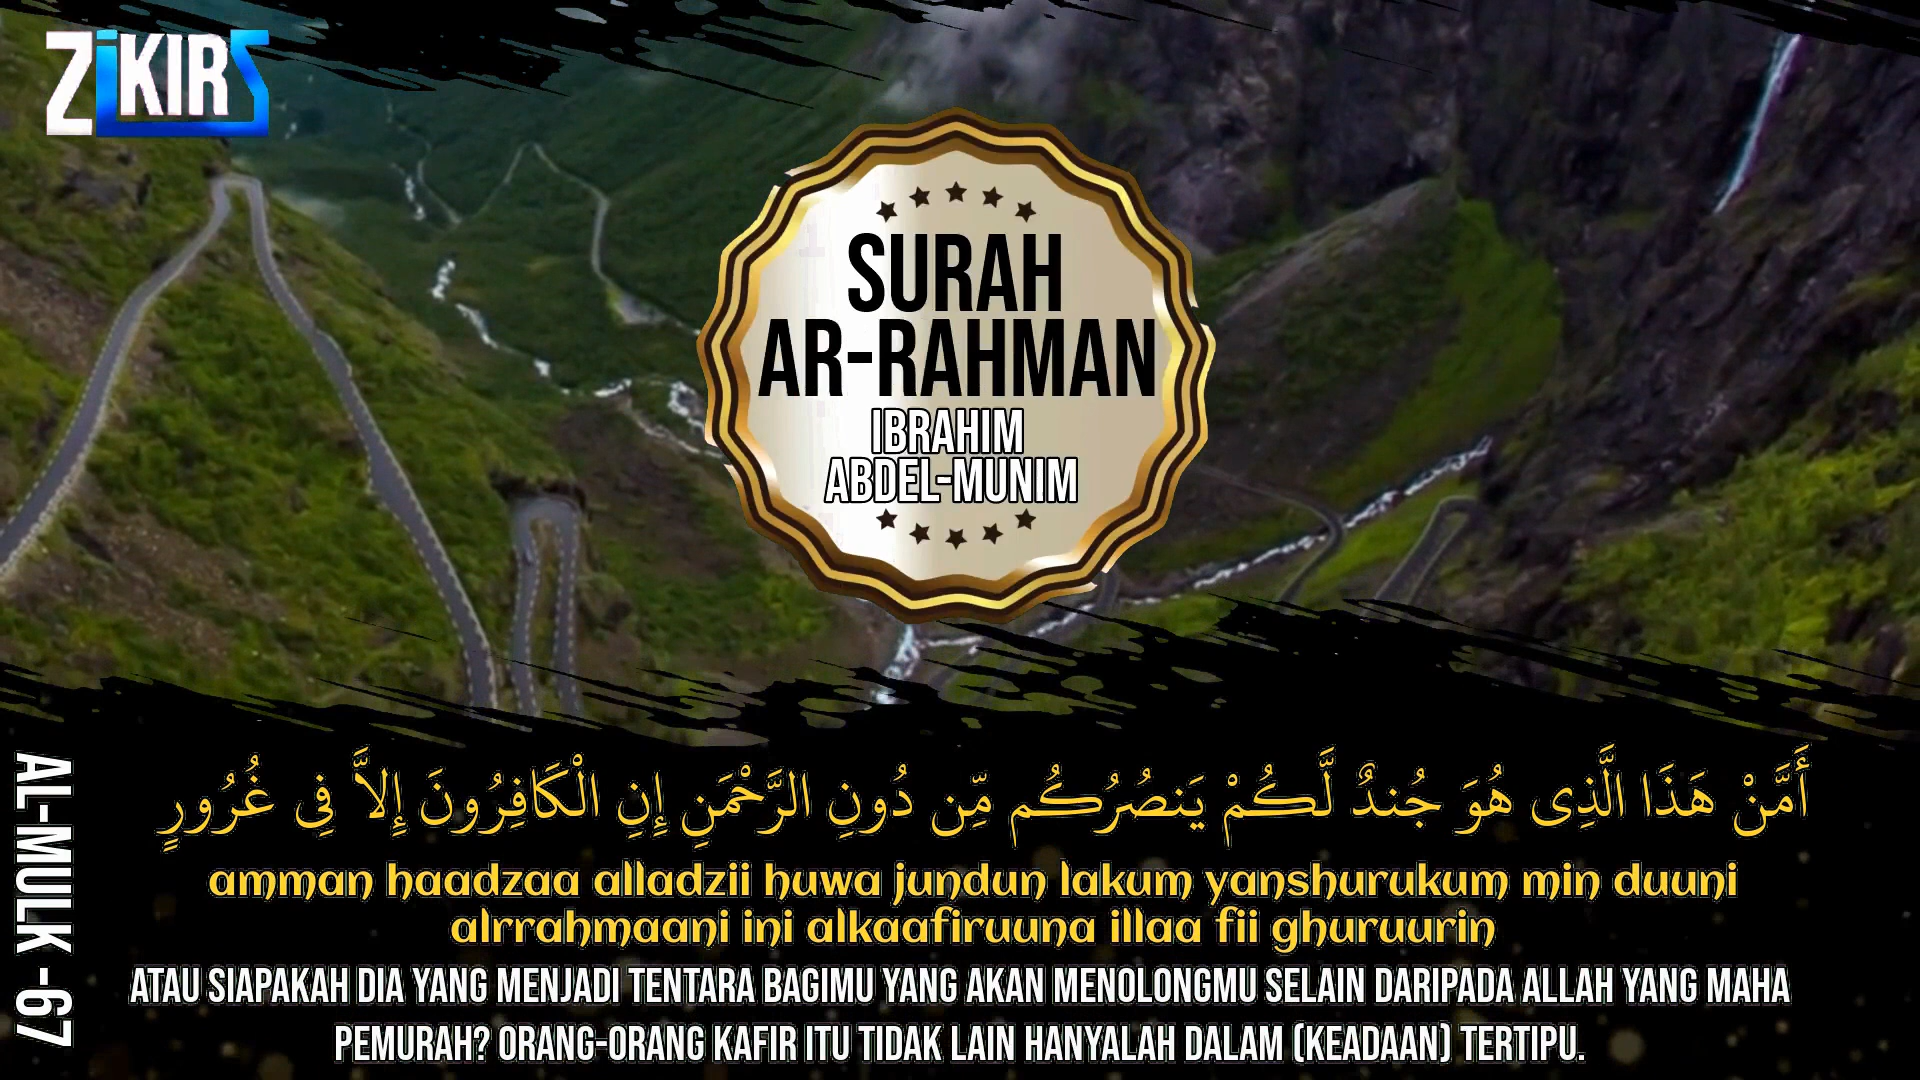 ZiKIRS
SURAH
AR-RAHMAN
IBRAHIM
ABDEL-MUNIM
AL-MULK -67
أَمَّنْ هَذَا الَّذِى هُوَ جُندٌ لَّكُمْ يَنصُرُكُم مِّن دُونِ الرَّحْمَنِ إِنِ الْكَافِرُونَ إِلاَّ فِى غُرُورٍ
amman haadzaa alladzii huwa jundun lakum yanshurukum min duuni
alrrahmaani ini alkaafiruuna illaa fii ghuruurin
ATAU SIAPAKAH DIA YANG MENJADI TENTARA BAGIMU YANG AKAN MENOLONGMU SELAIN DARIPADA ALLAH YANG MAHA
PEMURAH? ORANG-ORANG KAFIR ITU TIDAK LAIN HANYALAH DALAM (KEADAAN) TERTIPU.